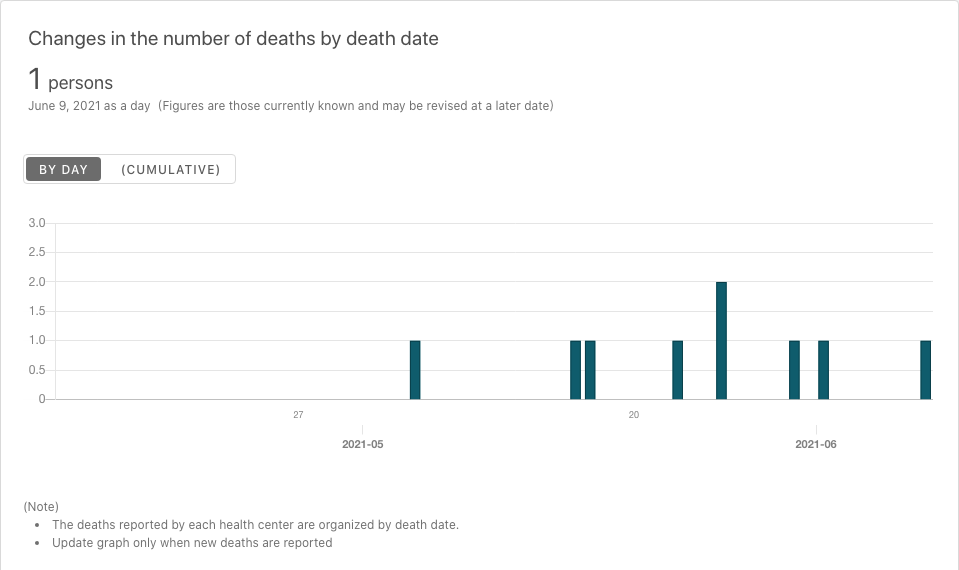 Changes in the number of deaths by death date
1 persons
June 9, 2021 as a day (Figures are those currently known and may be revised at a later date)
BY DAY (CUMULATIVE)
3.0
2.5
2.0
1.5
1.0
0.5
0
27 20
2021-05 2021-06
(Note)
• The deaths reported by each health center are organized by death date.
• Update graph only when new deaths are reported